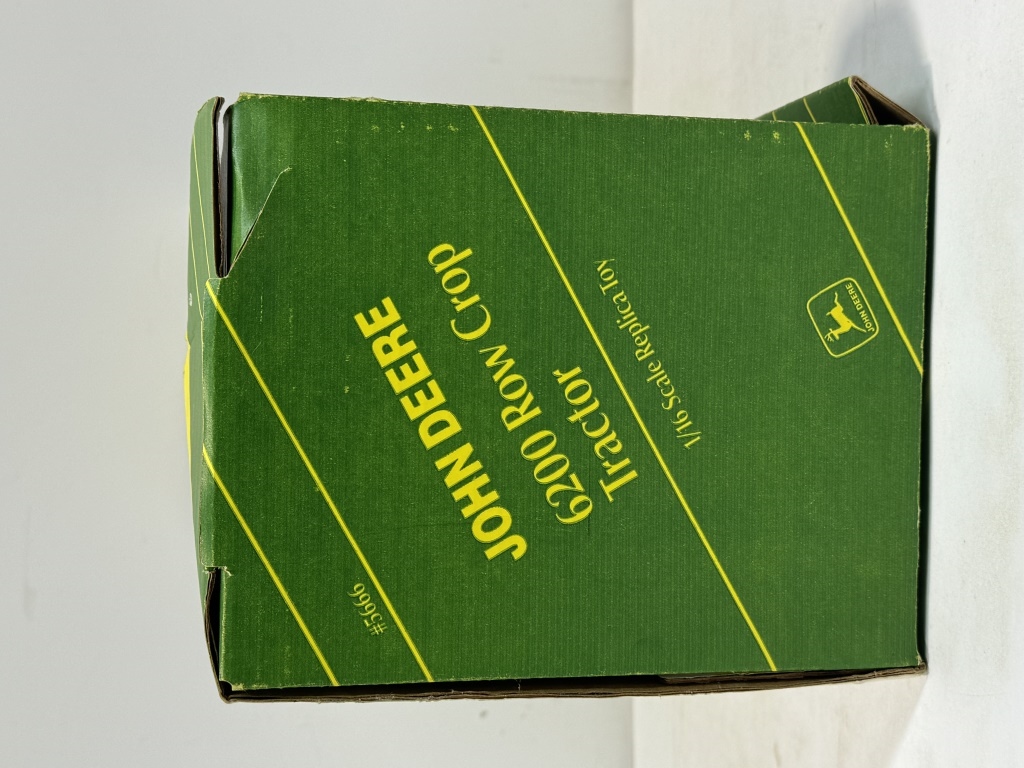 #5666
JOHN DEERE
6200 Row Crop
Tractor
1/16 Scale Replica Toy
JOHN DEERE